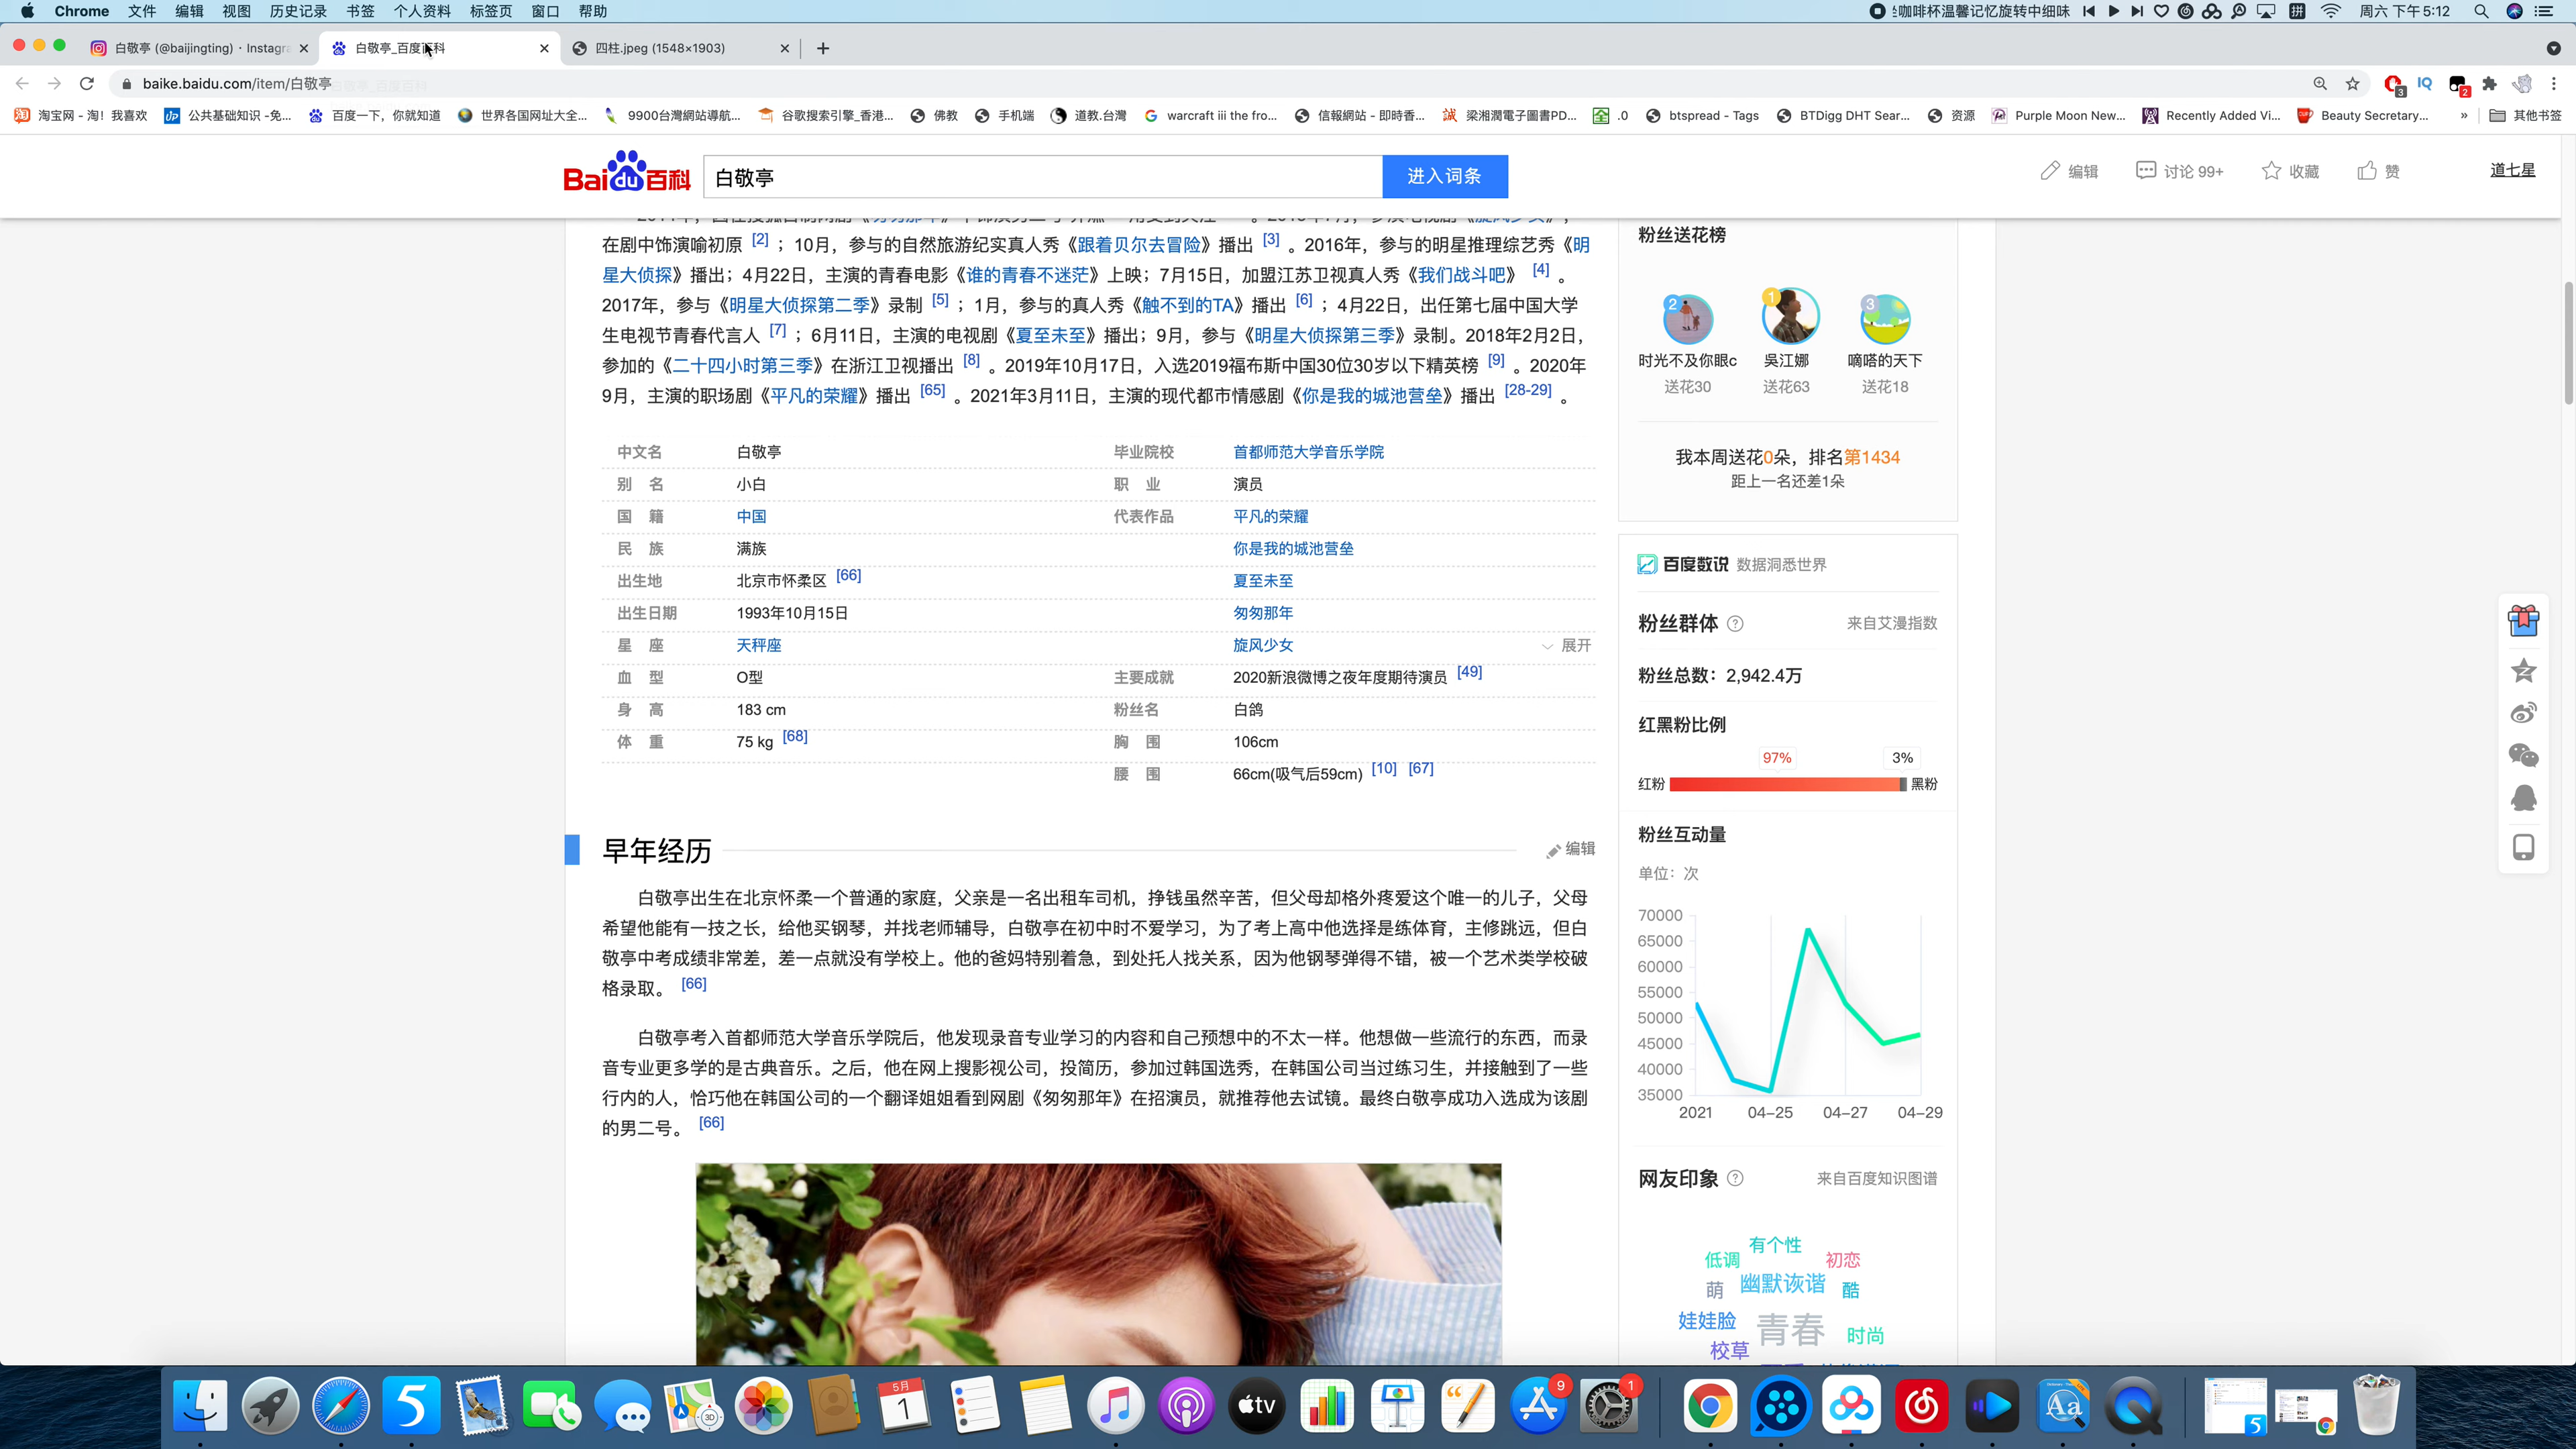 Chrome 文件 编辑 视图 历史记录 书签 个人资料 标签页 窗口 帮助
咖啡杯温馨记忆旋转中细味 周六 下午5:12
白敬亭 (@baijingting) · Instagr
白敬亭_百度百科
四柱.jpeg (1548×1903)
baike.baidu.com/item/白敬亭
淘宝网 - 淘！我喜欢 公共基础知识 -免... 百度一下，你就知道 世界各国网址大全... 9900台灣網站導航... 谷歌搜索引擎_香港... 佛教 手机端 道教.台灣 warcraft iii the fro... 信報網站 - 即時香... 梁湘潤電子圖書PD... .0 btspread - Tags BTDigg DHT Sear... 资源 Purple Moon New... Recently Added Vi... Beauty Secretary... » 其他书签
Bai du 百科
白敬亭
进入词条
编辑 讨论 99+ 收藏 赞 道七星
在剧中饰演喻初原 [2] ；10月，参与的自然旅游纪实真人秀《跟着贝尔去冒险》播出 [3] 。2016年，参与的明星推理综艺秀《明
星大侦探》播出；4月22日，主演的青春电影《谁的青春不迷茫》上映；7月15日，加盟江苏卫视真人秀《我们战斗吧》 [4] 。
2017年，参与《明星大侦探第二季》录制 [5] ；1月，参与的真人秀《触不到的TA》播出 [6] ；4月22日，出任第七届中国大学
生电视节青春代言人 [7] ；6月11日，主演的电视剧《夏至未至》播出；9月，参与《明星大侦探第三季》录制。2018年2月2日，
参加的《二十四小时第三季》在浙江卫视播出 [8] 。2019年10月17日，入选2019福布斯中国30位30岁以下精英榜 [9] 。2020年
9月，主演的职场剧《平凡的荣耀》播出 [65] 。2021年3月11日，主演的现代都市情感剧《你是我的城池营垒》播出 [28-29] 。
中文名 白敬亭 毕业院校 首都师范大学音乐学院
别 名 小白 职 业 演员
国 籍 中国 代表作品 平凡的荣耀
民 族 满族 你是我的城池营垒
出生地 北京市怀柔区 [66] 夏至未至
出生日期 1993年10月15日 匆匆那年
星 座 天秤座 旋风少女 展开
血 型 O型 主要成就 2020新浪微博之夜年度期待演员 [49]
身 高 183 cm 粉丝名 白鸽
体 重 75 kg [68] 胸 围 106cm
腰 围 66cm(吸气后59cm) [10] [67]
早年经历 编辑
白敬亭出生在北京怀柔一个普通的家庭，父亲是一名出租车司机，挣钱虽然辛苦，但父母却格外疼爱这个唯一的儿子，父母
希望他能有一技之长，给他买钢琴，并找老师辅导，白敬亭在初中时不爱学习，为了考上高中他选择是练体育，主修跳远，但白
敬亭中考成绩非常差，差一点就没有学校上。他的爸妈特别着急，到处托人找关系，因为他钢琴弹得不错，被一个艺术类学校破
格录取。 [66]
白敬亭考入首都师范大学音乐学院后，他发现录音专业学习的内容和自己预想中的不太一样。他想做一些流行的东西，而录
音专业更多学的是古典音乐。之后，他在网上搜影视公司，投简历，参加过韩国选秀，在韩国公司当过练习生，并接触到了一些
行内的人，恰巧他在韩国公司的一个翻译姐姐看到网剧《匆匆那年》在招演员，就推荐他去试镜。最终白敬亭成功入选成为该剧
的男二号。 [66]
粉丝送花榜
2 1 3
时光不及你眼c 吳江娜 嘀嗒的天下
送花30 送花63 送花18
我本周送花0朵，排名第1434
距上一名还差1朵
百度数说 数据洞悉世界
粉丝群体 来自艾漫指数
粉丝总数：2,942.4万
红黑粉比例
97% 3%
红粉 黑粉
粉丝互动量
单位：次
70000
65000
60000
55000
50000
45000
40000
35000
2021 04-25 04-27 04-29
网友印象 来自百度知识图谱
有个性
低调 初恋
萌 幽默诙谐 酷
娃娃脸 青春 时尚
校草
5月
1
3D
tv
9
1
Aa